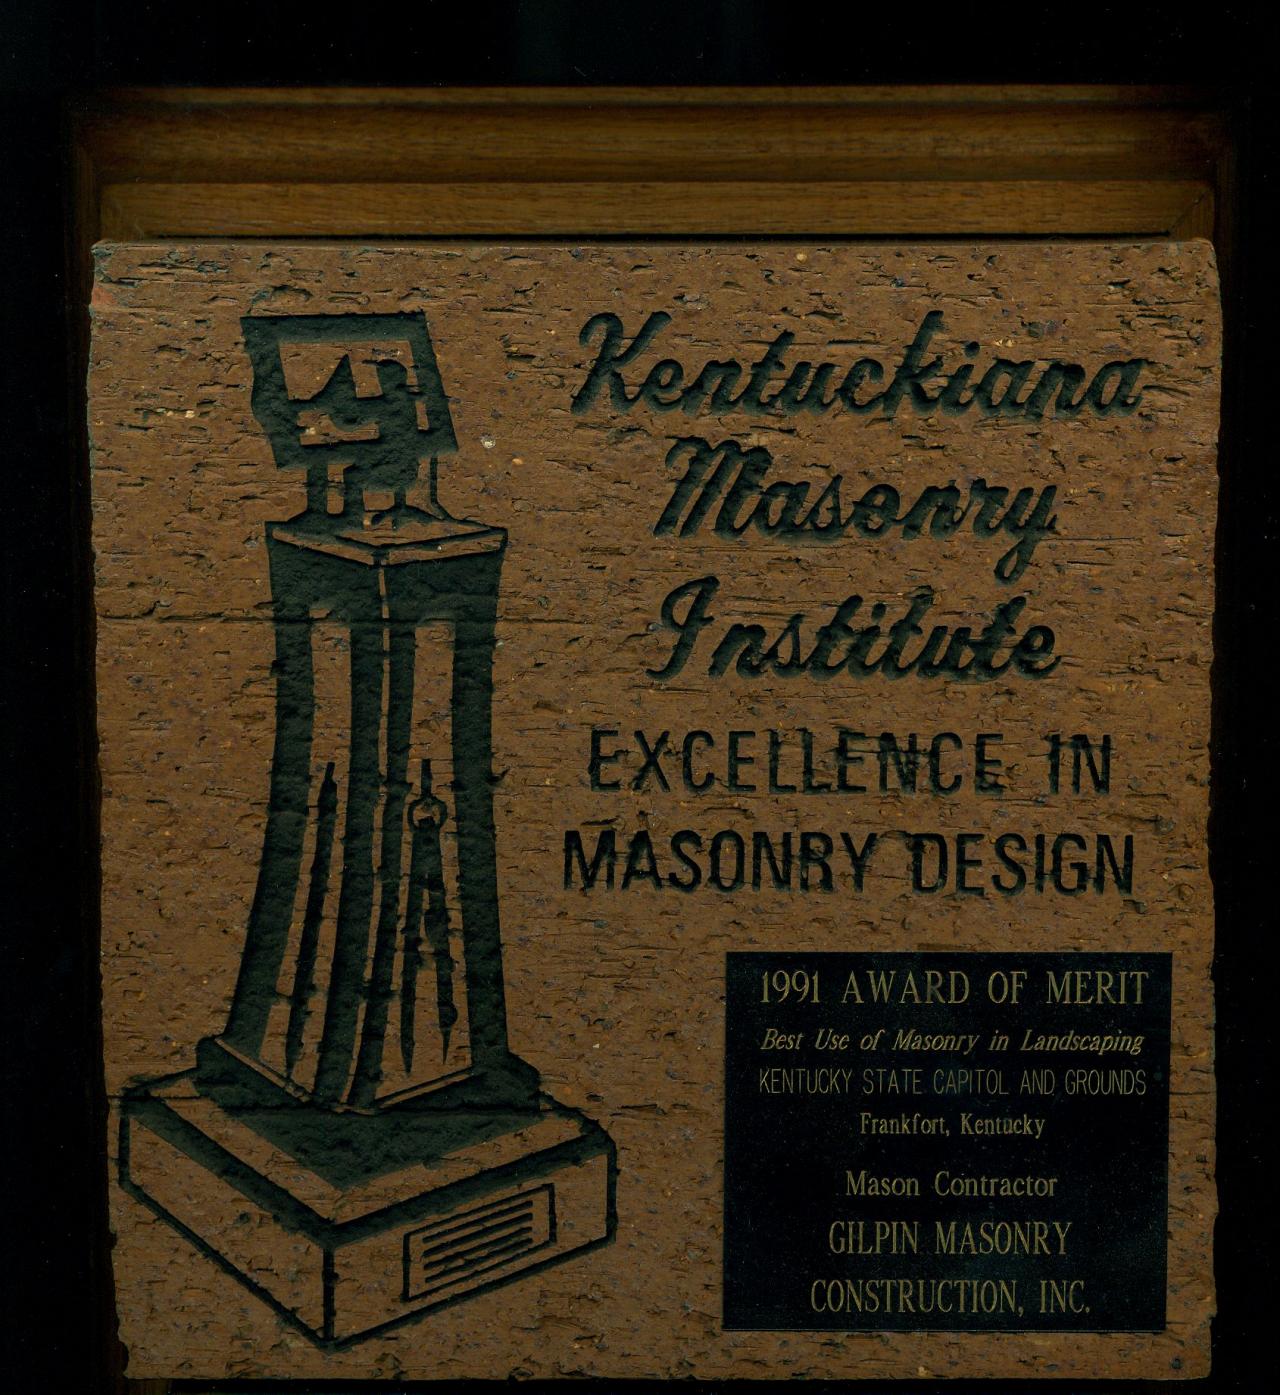 Kentuckiana
Masonry
Institute
EXCELLENCE IN
MASONRY DESIGN
1991 AWARD OF MERIT
Best Use of Masonry in Landscaping
KENTUCKY STATE CAPITOL AND GROUNDS
Frankfort, Kentucky
Mason Contractor
GILPIN MASONRY
CONSTRUCTION, INC.